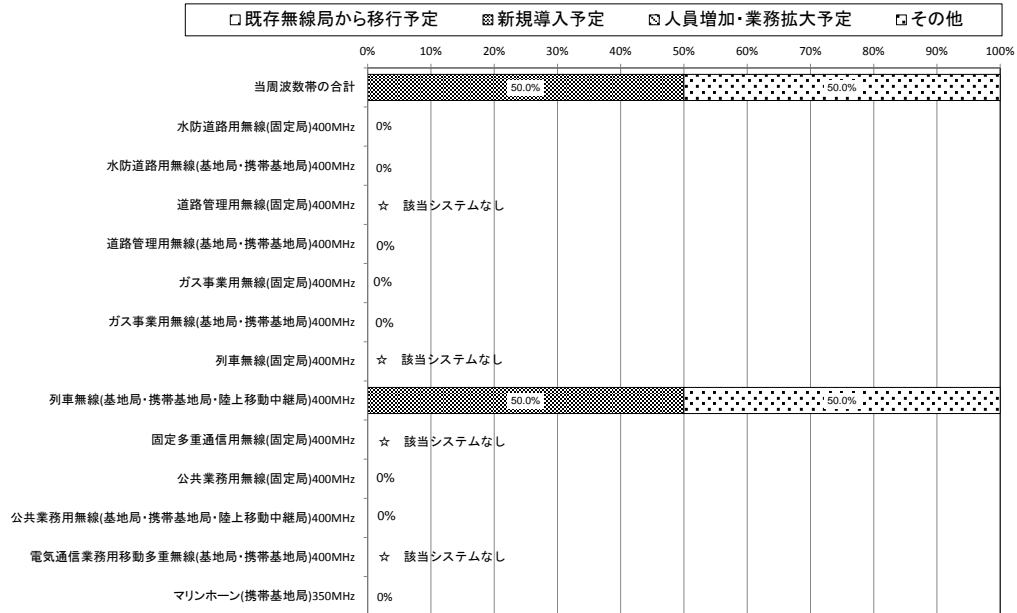 既存無線局から移行予定 新規導入予定 人員増加・業務拡大予定 その他
0% 10% 20% 30% 40% 50% 60% 70% 80% 90% 100%
当周波数帯の合計 50.0% 50.0%
水防道路用無線(固定局)400MHz 0%
水防道路用無線(基地局・携帯基地局)400MHz 0%
道路管理用無線(固定局)400MHz ☆ 該当システムなし
道路管理用無線(基地局・携帯基地局)400MHz 0%
ガス事業用無線(固定局)400MHz 0%
ガス事業用無線(基地局・携帯基地局)400MHz 0%
列車無線(固定局)400MHz ☆ 該当システムなし
列車無線(基地局・携帯基地局・陸上移動中継局)400MHz 50.0% 50.0%
固定多重通信用無線(固定局)400MHz ☆ 該当システムなし
公共業務用無線(固定局)400MHz 0%
公共業務用無線(基地局・携帯基地局・陸上移動中継局)400MHz 0%
電気通信業務用移動多重無線(基地局・携帯基地局)400MHz ☆ 該当システムなし
マリンホーン(携帯基地局)350MHz 0%